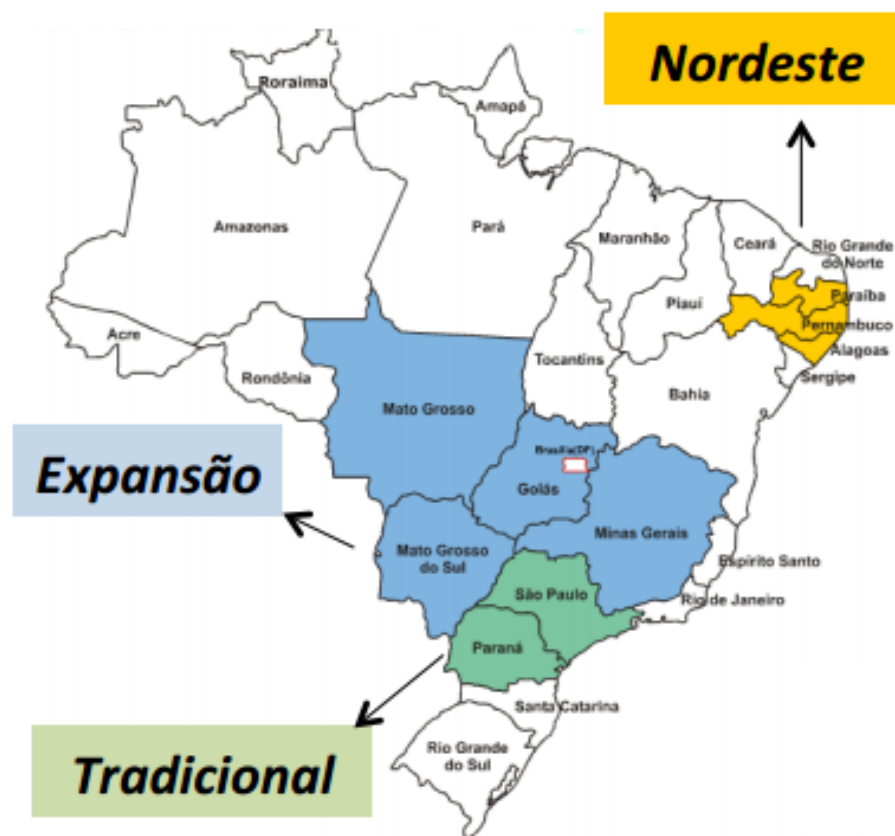 Nordeste
Roraima
Amapá
Amazonas
Pará
Maranhão
Ceará
Rio Grande
do Norte
Piauí
Paraíba
Pernambuco
Alagoas
Sergipe
Acre
Rondônia
Tocantins
Bahia
Mato Grosso
Brasília(DF)
Goiás
Expansão
Minas Gerais
Mato Grosso
do Sul
Espírito Santo
São Paulo
Rio de Janeiro
Paraná
Santa Catarina
Rio Grande
do Sul
Tradicional